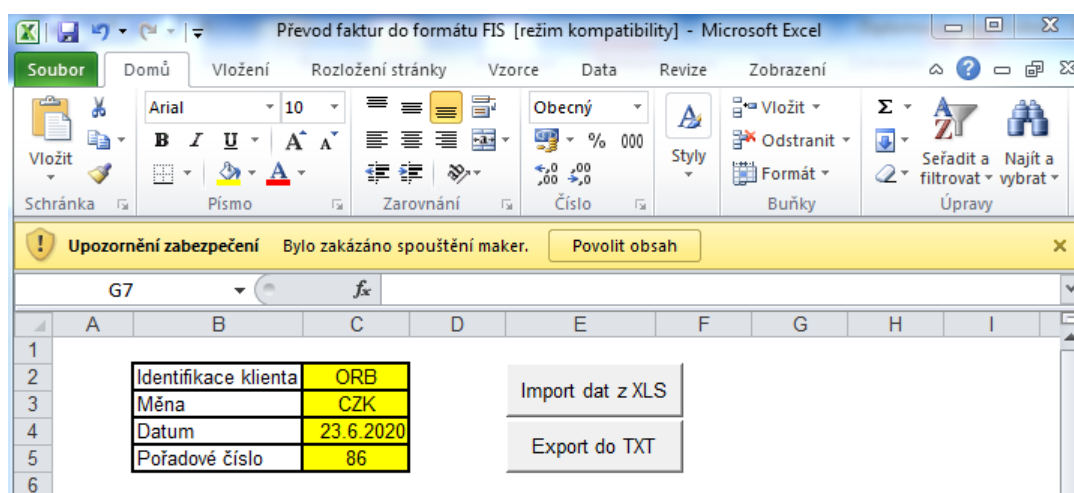 Převod faktur do formátu FIS [režim kompatibility] - Microsoft Excel
Soubor Domů Vložení Rozložení stránky Vzorce Data Revize Zobrazení
Arial 10 Obecný Vložit Σ
B I U A A % 000 Odstranit
Vložit A ,00 ,00 Styly Formát Seřadit a filtrovat Najít a vybrat
Schránka Písmo Zarovnání Číslo Buňky Úpravy
Upozornění zabezpečení Bylo zakázáno spouštění maker. Povolit obsah
G7 fx
A B C D E F G H I
1
2 Identifikace klienta ORB
Import dat z XLS
3 Měna CZK
4 Datum 23.6.2020
Export do TXT
5 Pořadové číslo 86
6